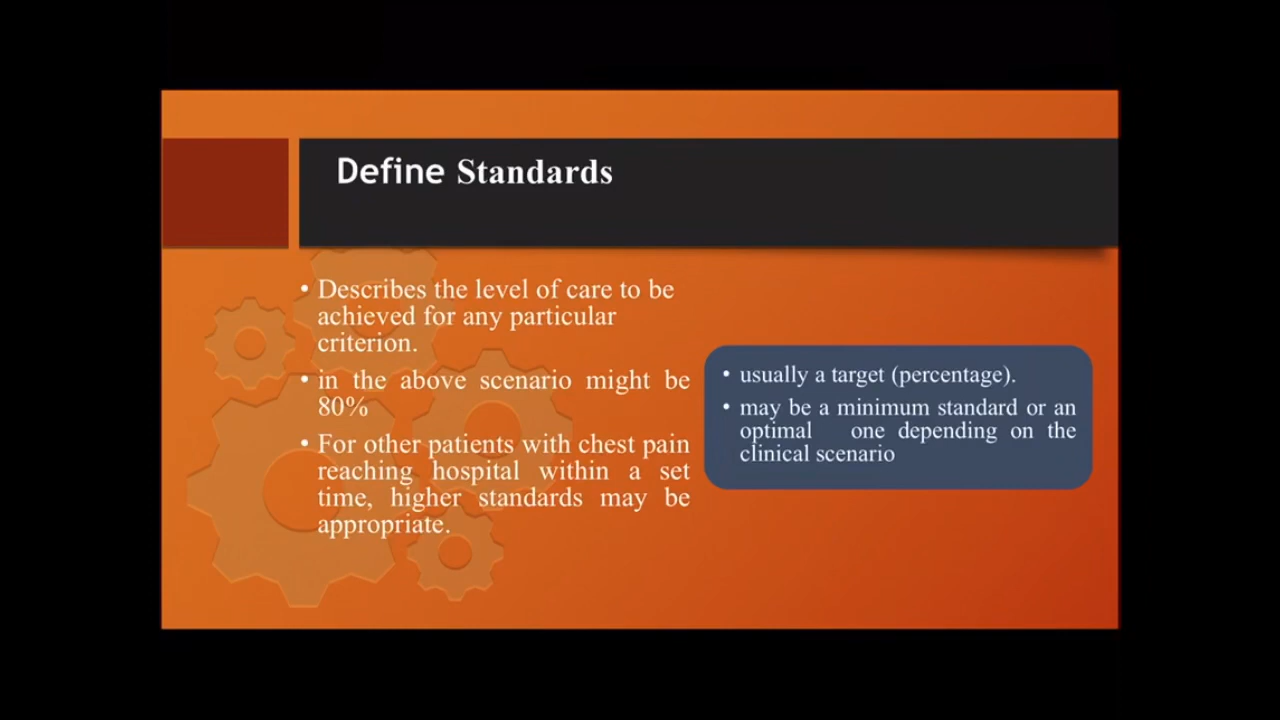 Define Standards
• Describes the level of care to be
achieved for any particular
criterion.
• in the above scenario might be
80%
• For other patients with chest pain
reaching hospital within a set
time, higher standards may be
appropriate.
• usually a target (percentage).
• may be a minimum standard or an
optimal one depending on the
clinical scenario